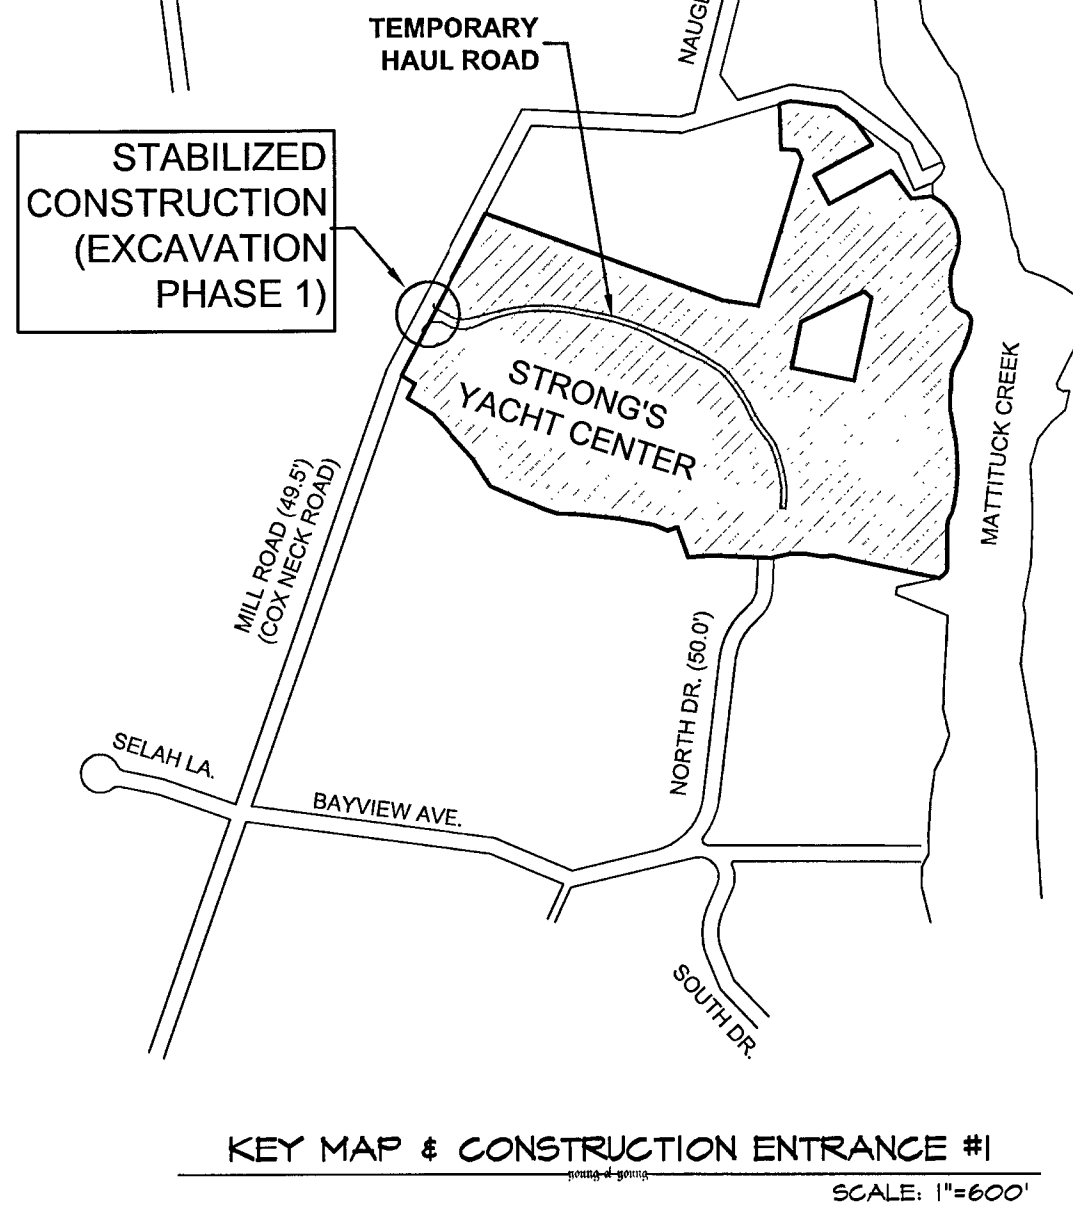 TEMPORARY
HAUL ROAD
STABILIZED
CONSTRUCTION
(EXCAVATION
PHASE 1)
STRONG'S
YACHT CENTER
MATTITUCK CREEK
MILL ROAD (49.5')
(COX NECK ROAD)
NORTH DR. (50.0')
SELAH LA.
BAYVIEW AVE.
SOUTH DR.
KEY MAP & CONSTRUCTION ENTRANCE #1
young & young
SCALE: 1"=600'